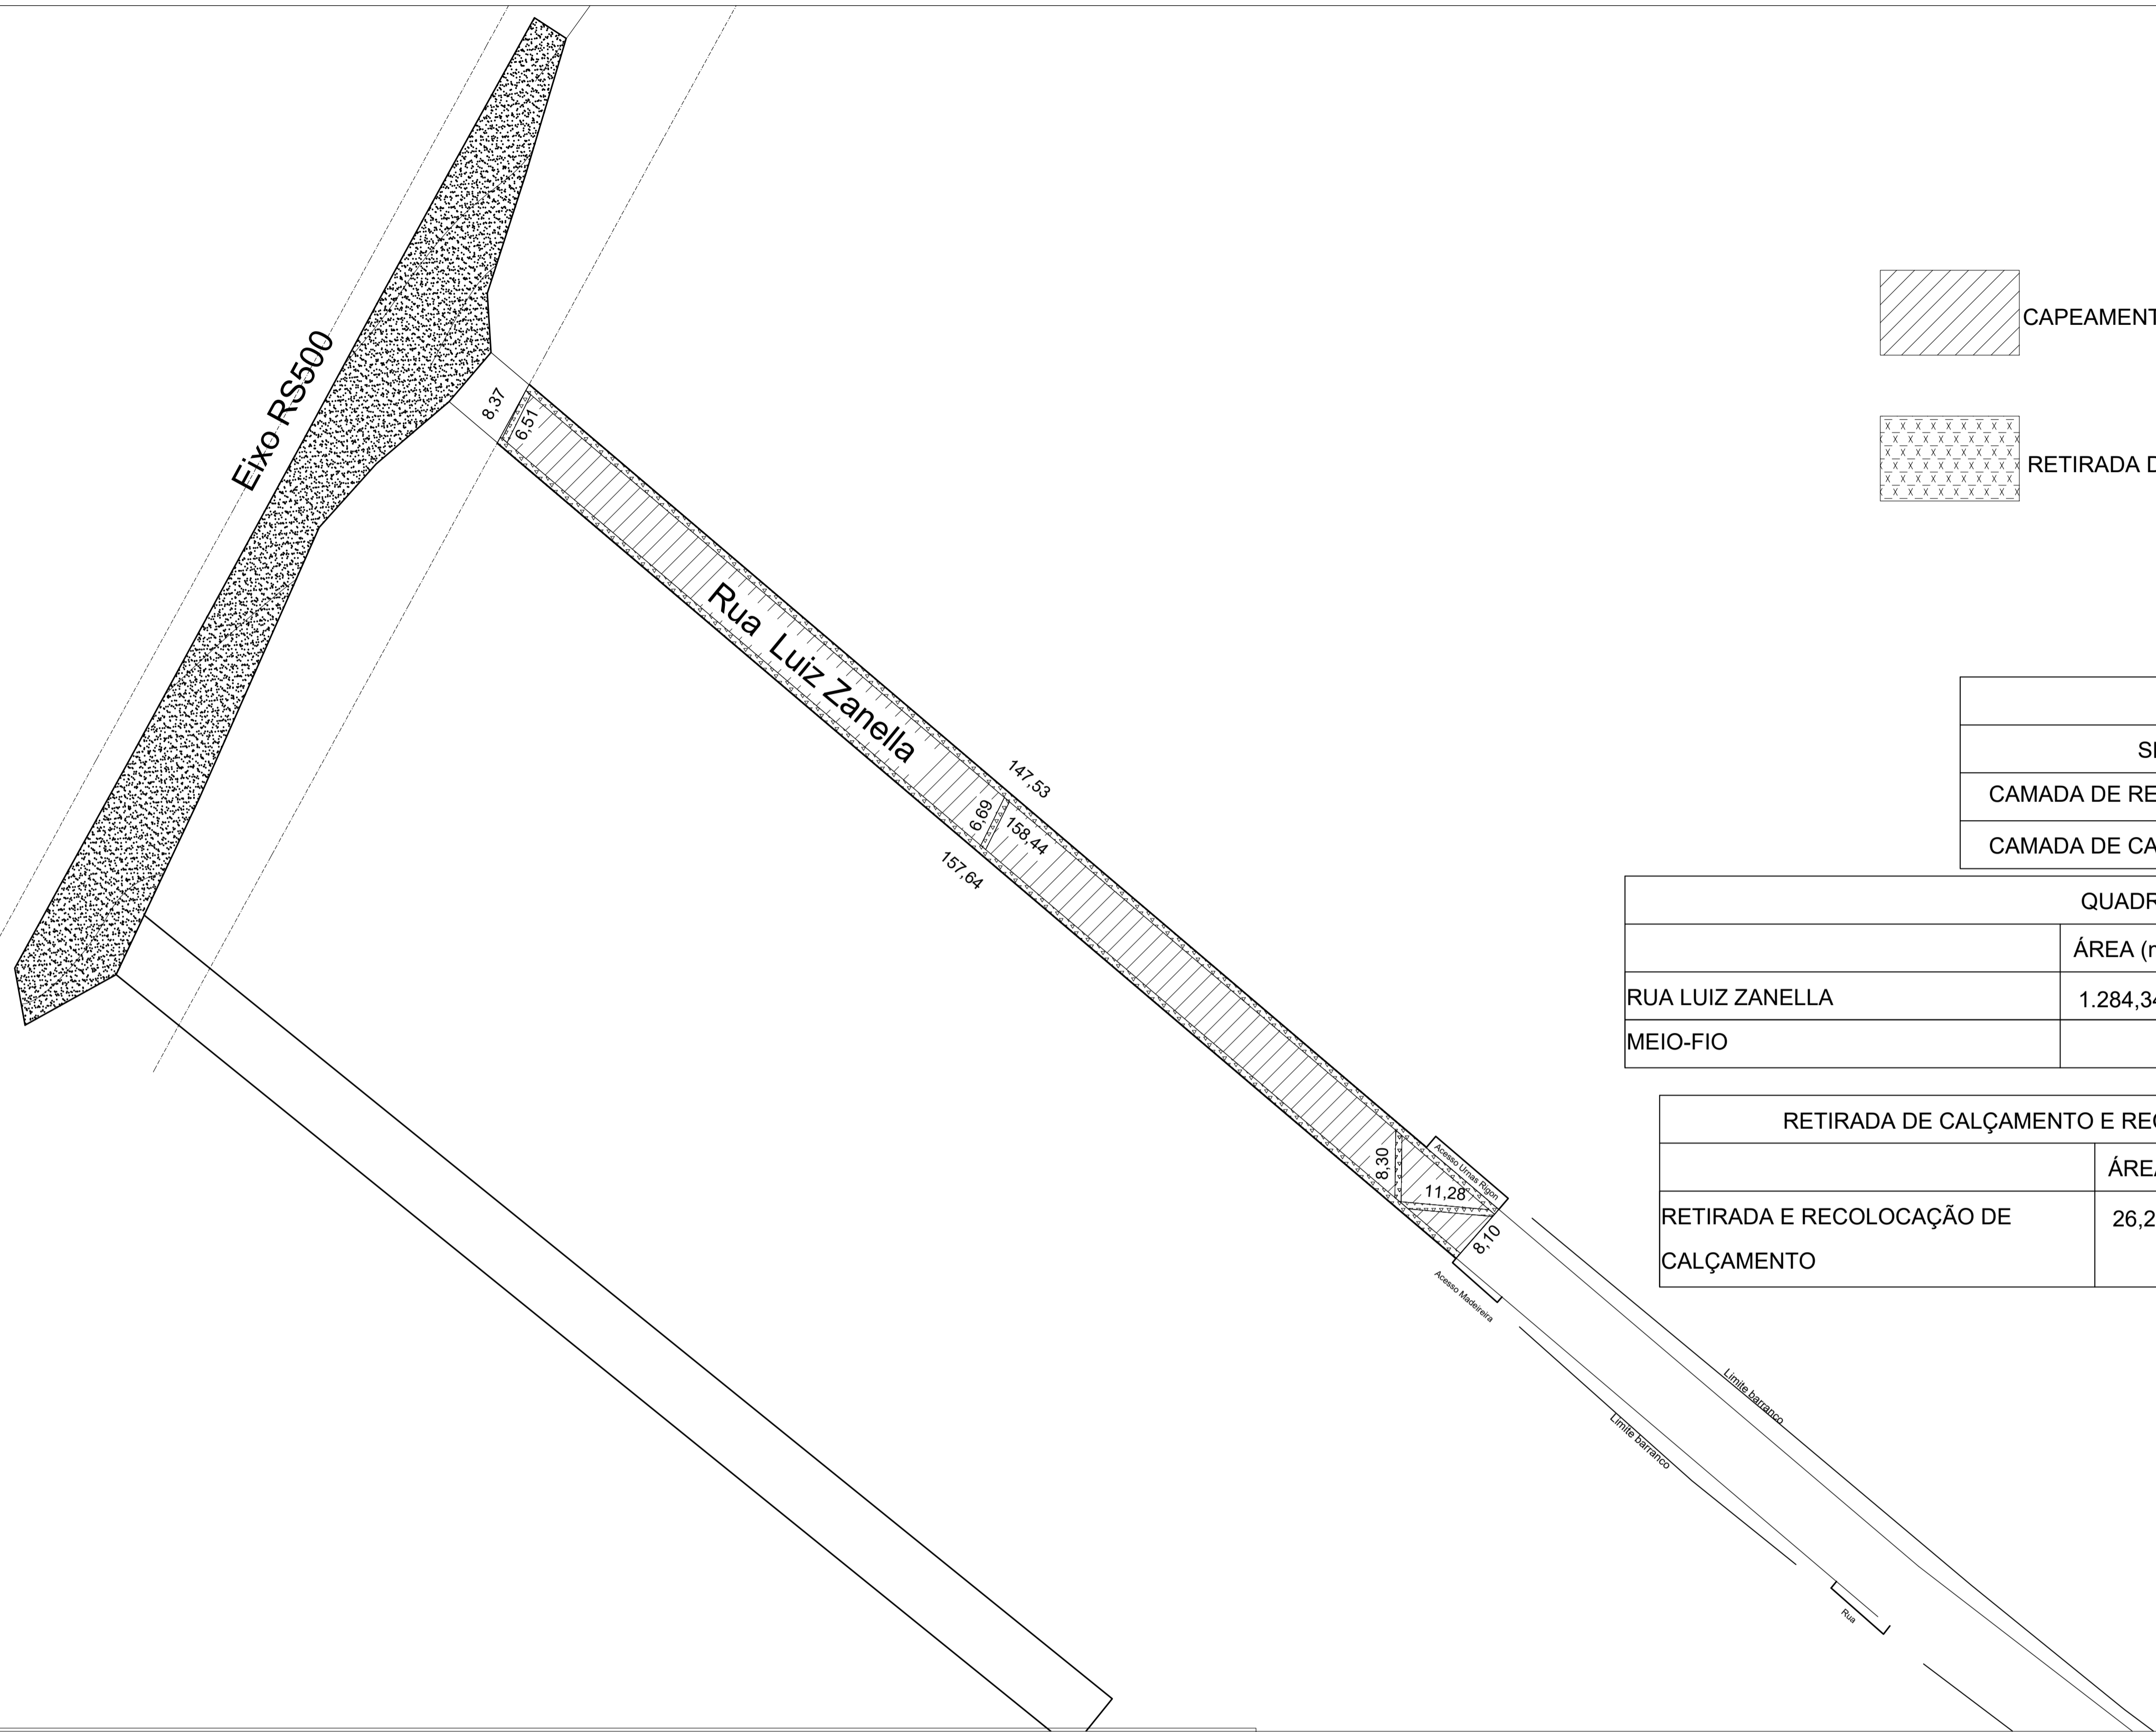 Eixo RS500
8,37
6,51
Rua Luiz Zanella
147,53
6,69
158,44
157,64
8,30
11,28
8,10
Acesso Urnas Rigon
Acesso Madeireira
Limite barranco
Limite barranco
Rua
CAPEAMENT
RETIRADA D
CAMADA DE RE
CAMADA DE CA
QUADR
ÁREA (
RUA LUIZ ZANELLA 1.284,34
MEIO-FIO
RETIRADA DE CALÇAMENTO E REC
ÁREA
RETIRADA E RECOLOCAÇÃO DE 26,2
CALÇAMENTO